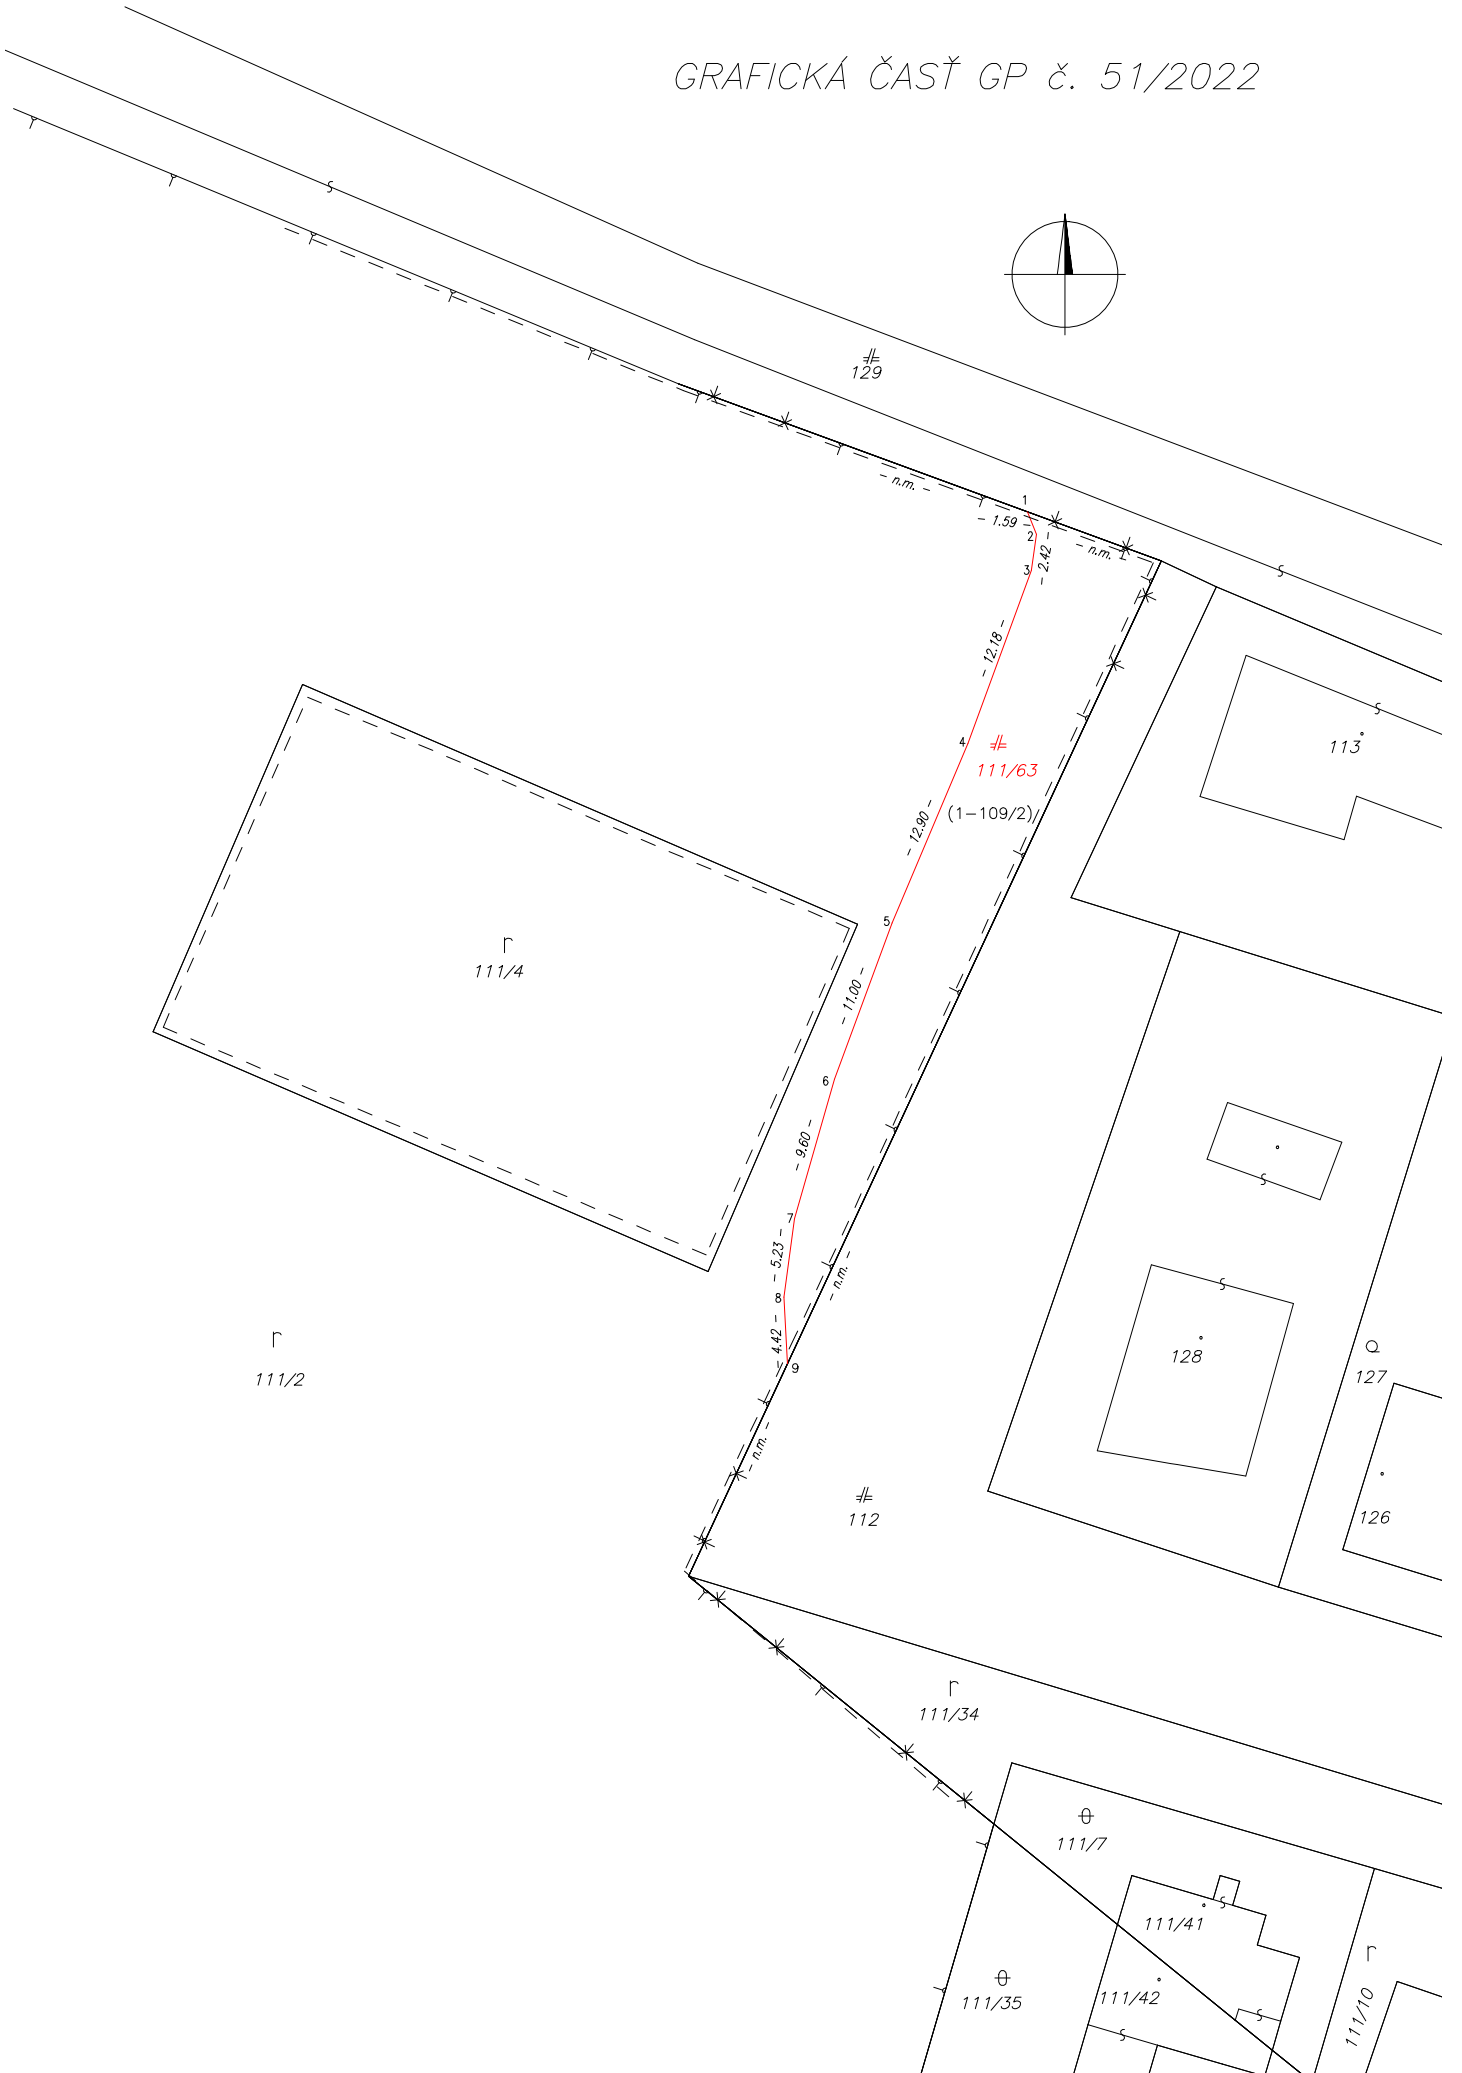 GRAFICKÁ ČASŤ GP č. 51/2022
129
- n.m. -
1
- 1.59 -
2
- n.m. -
- 2.42 -
3
- 12.18 -
4
111/63
113
- 12.90 -
(1-109/2)
5
111/4
- 11.00 -
6
- 9.60 -
7
- 5.23 -
- n.m. -
8
- 4.42 -
9
111/2
128
127
- n.m. -
112
126
111/34
111/7
111/41
111/35
111/42
111/10